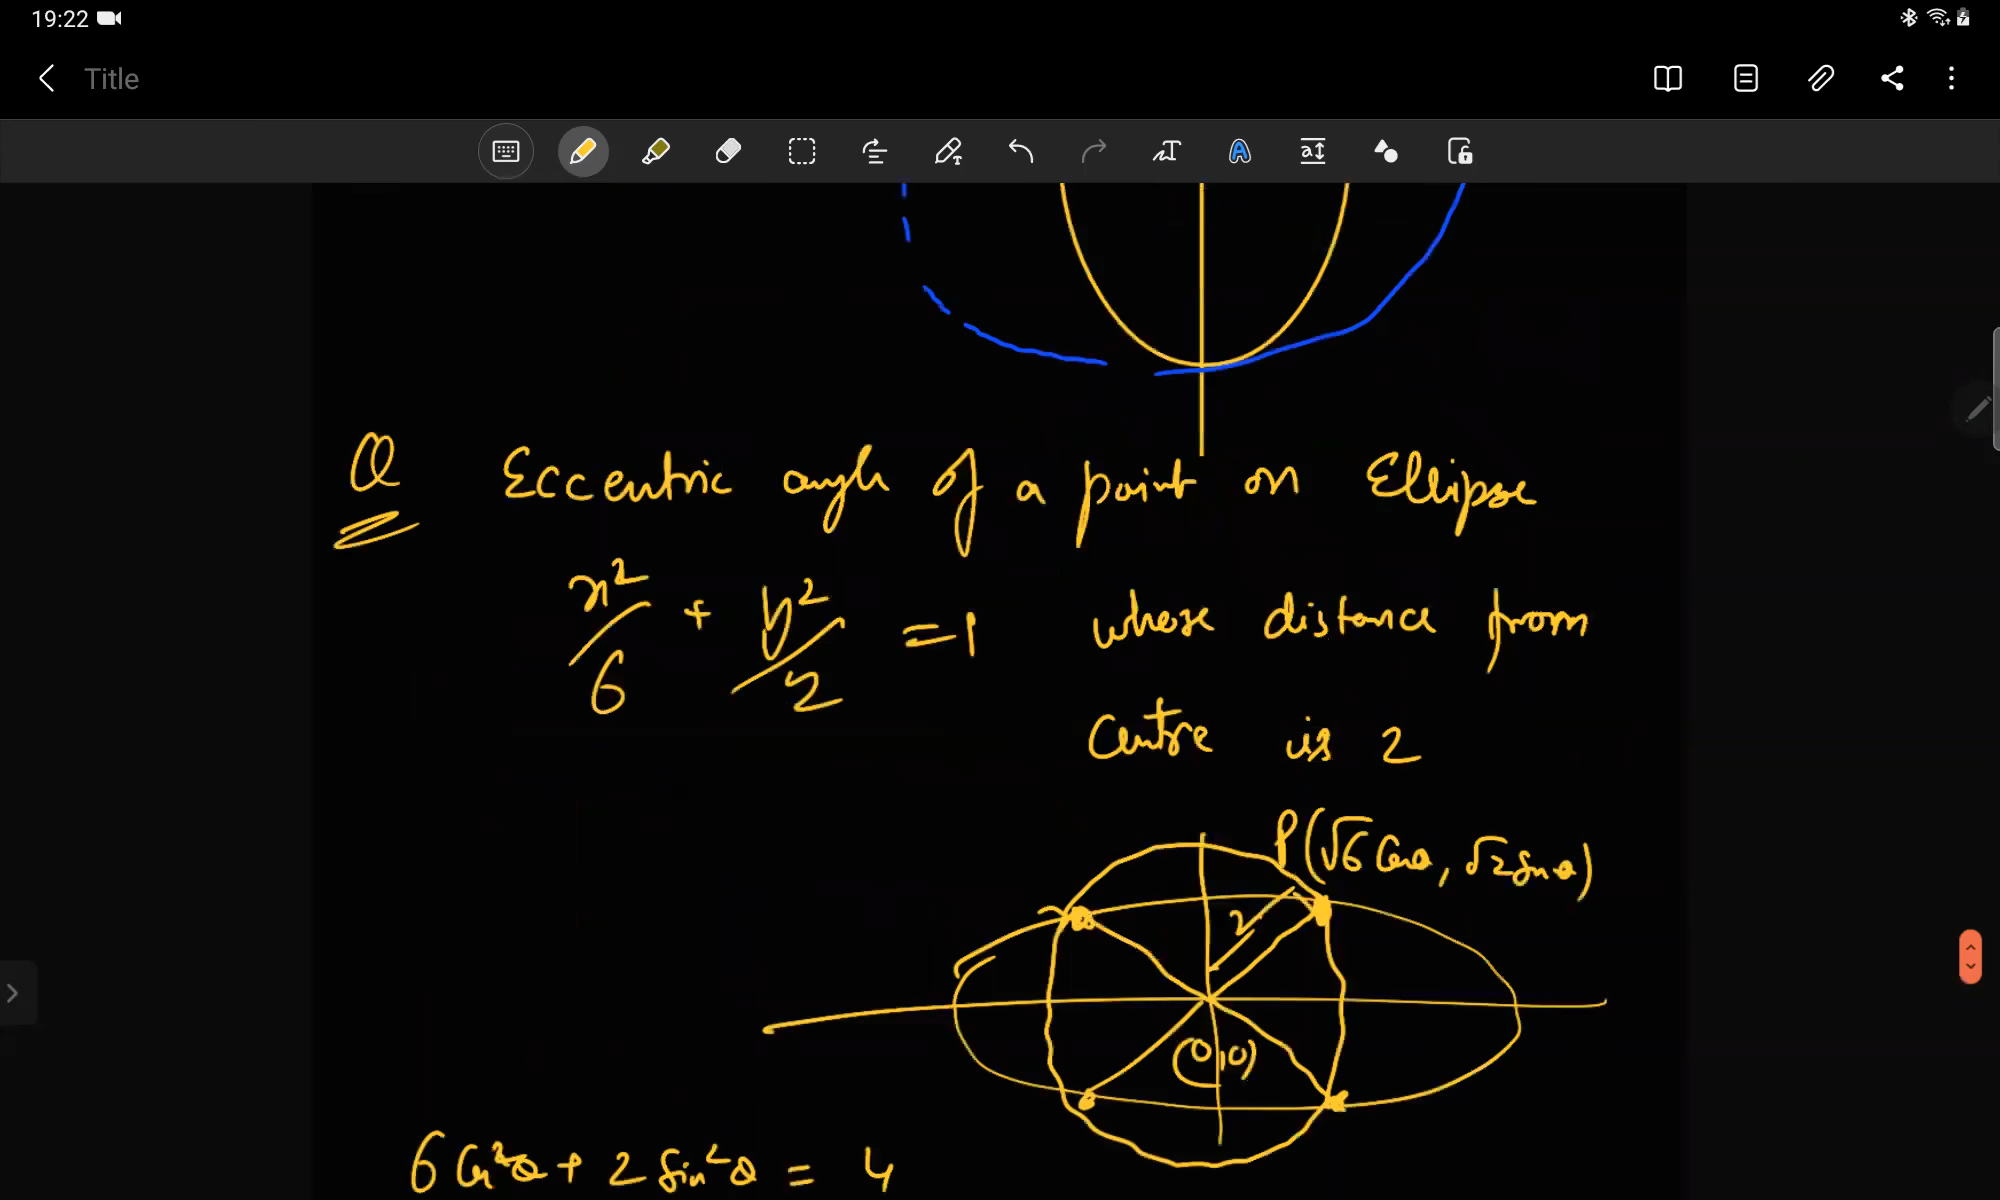 19:22
Title
Q Eccentric angle of a point on Ellipse
x²/6 + y²/2 = 1 whose distance from
Centre is 2
P(√6 Cosθ, √2 Sinθ)
2
(0,0)
6 Cos²θ + 2 Sin²θ = 4